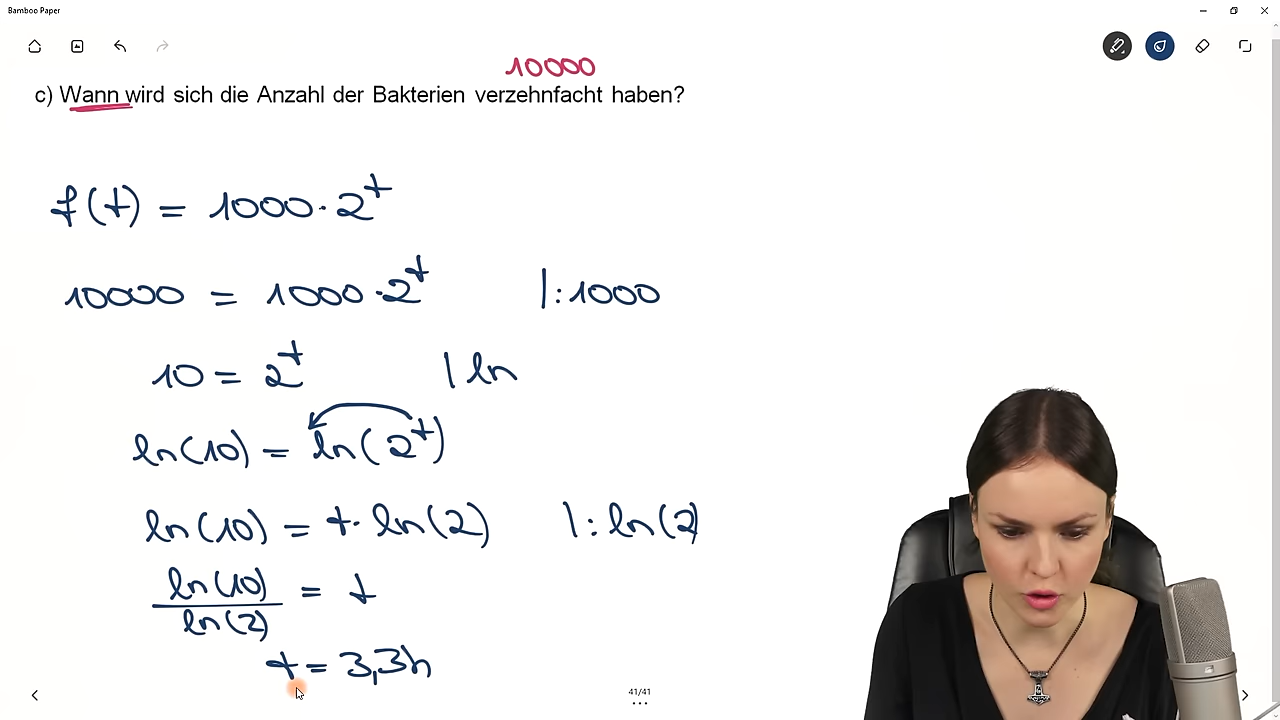 Bamboo Paper
10000
c) Wann wird sich die Anzahl der Bakterien verzehnfacht haben?
f(t) = 1000 · 2^t
10000 = 1000 · 2^t |:1000
10 = 2^t | ln
ln(10) = ln(2^t)
ln(10) = t · ln(2) |: ln(2)
ln(10)
ln(2)
= t
t = 3,3h
41/41